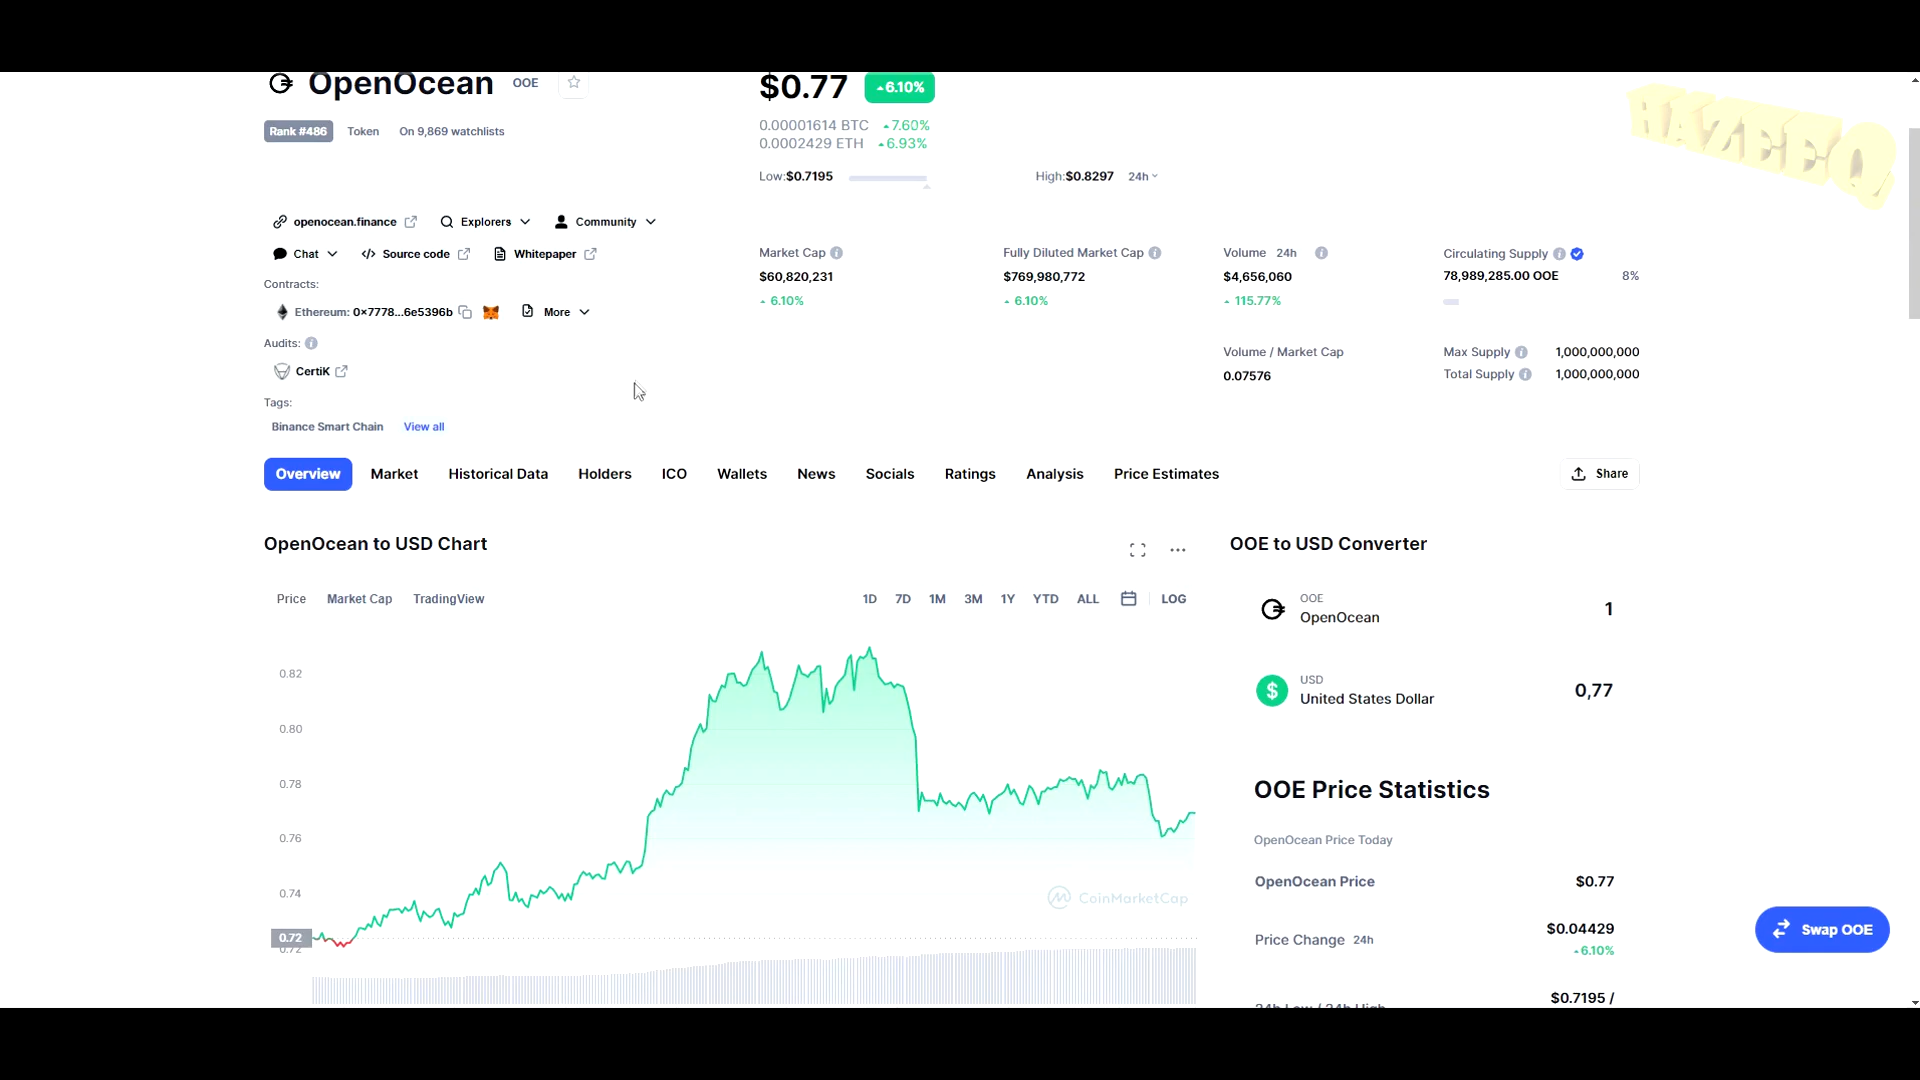 OpenOcean OOE
$0.77 6.10%
HAZEEQ
Rank #486 Token On 9,869 watchlists
0.00001614 BTC 7.60%
0.0002429 ETH 6.93%
Low:$0.7195 High:$0.8297 24h
openocean.finance Explorers Community
Chat Source code Whitepaper
Contracts:
Ethereum: 0x7778...6e5396b More
Audits:
CertiK
Tags:
Binance Smart Chain View all
Market Cap
$60,820,231
6.10%
Fully Diluted Market Cap
$769,980,772
6.10%
Volume 24h
$4,656,060
115.77%
Volume / Market Cap
0.07576
Circulating Supply
78,989,285.00 OOE 8%
Max Supply 1,000,000,000
Total Supply 1,000,000,000
Overview Market Historical Data Holders ICO Wallets News Socials Ratings Analysis Price Estimates Share
OpenOcean to USD Chart
Price Market Cap TradingView 1D 7D 1M 3M 1Y YTD ALL LOG
0.82
0.80
0.78
0.76
0.74
0.72
0.72
CoinMarketCap
OOE to USD Converter
OOE
OpenOcean 1
USD
United States Dollar 0,77
OOE Price Statistics
OpenOcean Price Today
OpenOcean Price $0.77
Price Change 24h $0.04429
6.10%
24h Low / 24h High $0.7195 /
Swap OOE